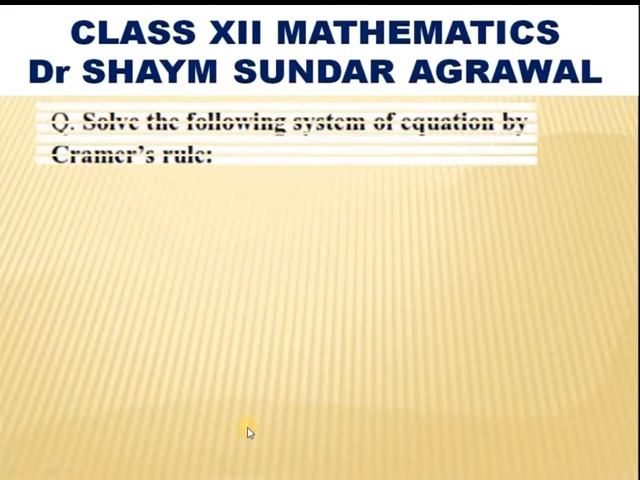 CLASS XII MATHEMATICS
Dr SHAYM SUNDAR AGRAWAL
Q. Solve the following system of equation by
Cramer's rule: